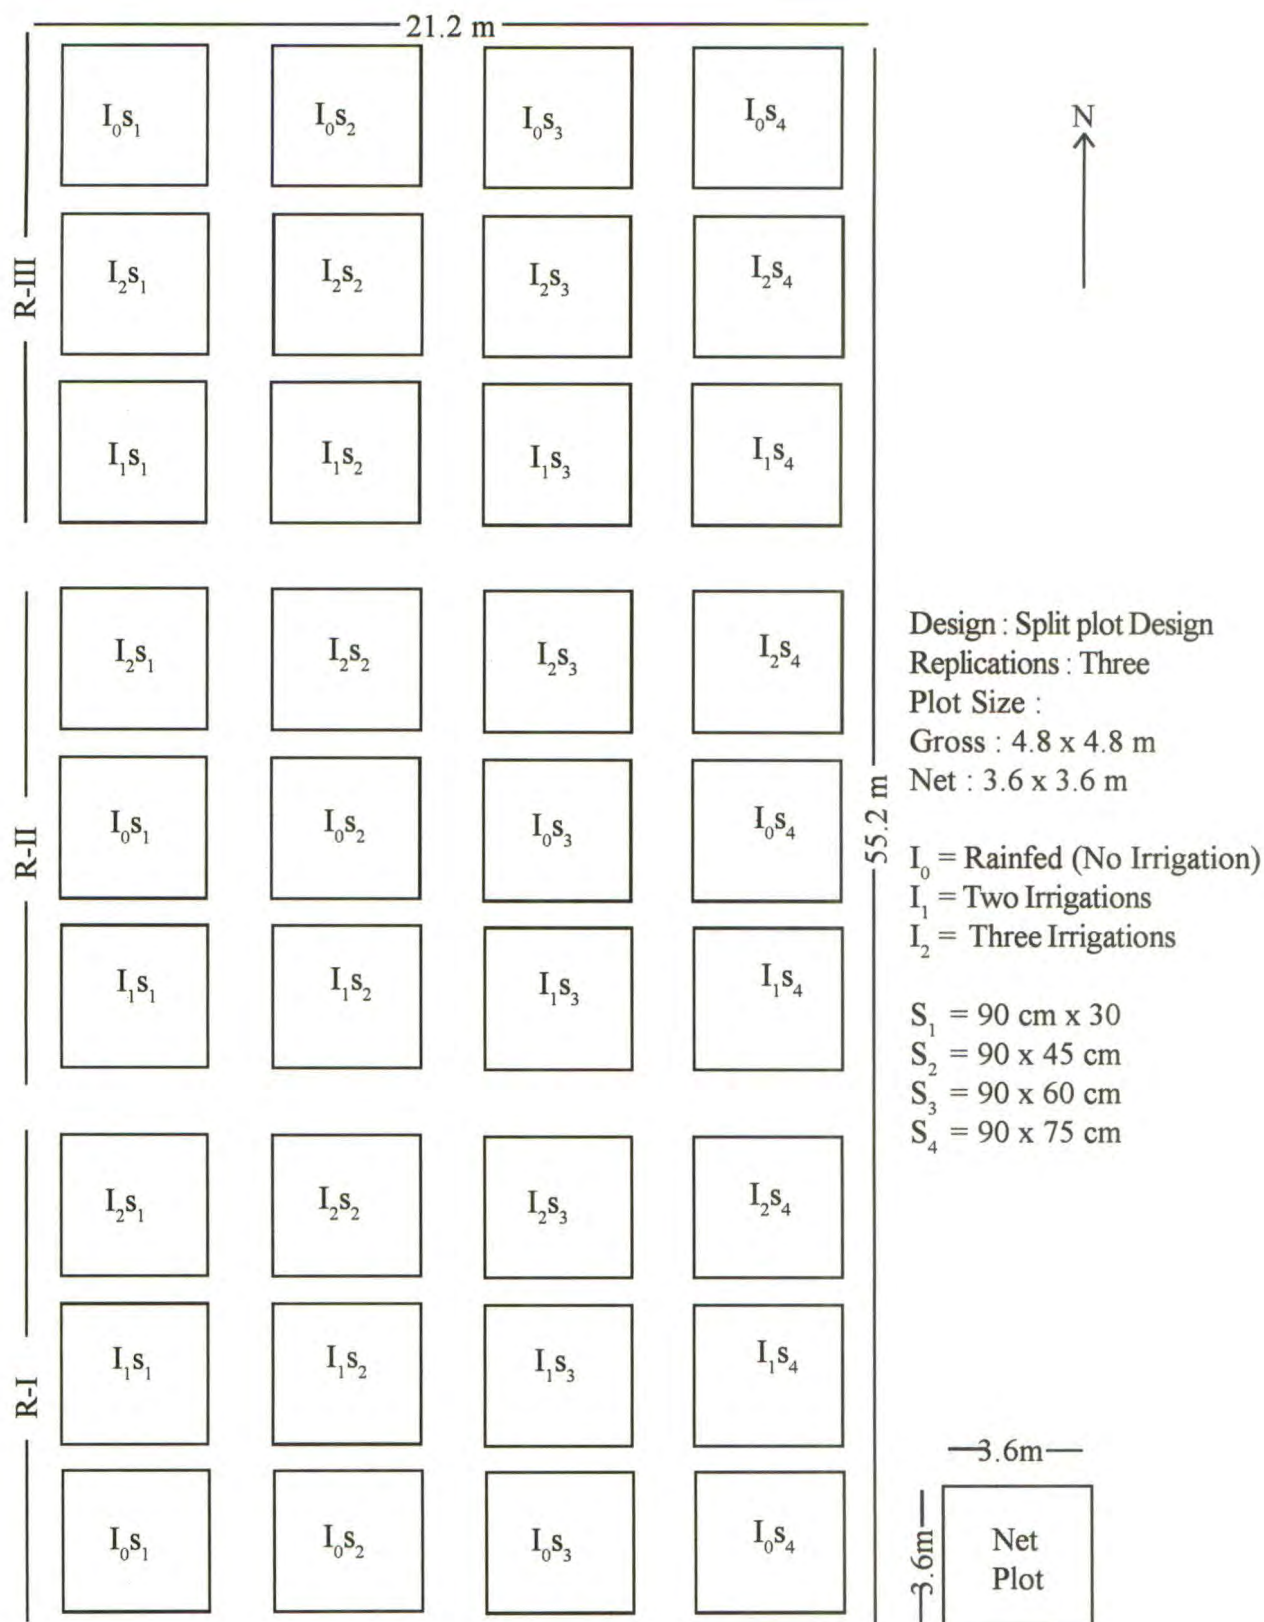 21.2 m
I₀s₁ I₀s₂ I₀s₃ I₀s₄
N
R-III
I₂s₁ I₂s₂ I₂s₃ I₂s₄
I₁s₁ I₁s₂ I₁s₃ I₁s₄
I₂s₁ I₂s₂ I₂s₃ I₂s₄
R-II
I₀s₁ I₀s₂ I₀s₃ I₀s₄
I₁s₁ I₁s₂ I₁s₃ I₁s₄
55.2 m
Design : Split plot Design
Replications : Three
Plot Size :
Gross : 4.8 x 4.8 m
Net : 3.6 x 3.6 m
I₀ = Rainfed (No Irrigation)
I₁ = Two Irrigations
I₂ = Three Irrigations
S₁ = 90 cm x 30
S₂ = 90 x 45 cm
S₃ = 90 x 60 cm
S₄ = 90 x 75 cm
I₂s₁ I₂s₂ I₂s₃ I₂s₄
R-I
I₁s₁ I₁s₂ I₁s₃ I₁s₄
I₀s₁ I₀s₂ I₀s₃ I₀s₄
3.6m
3.6m
Net
Plot